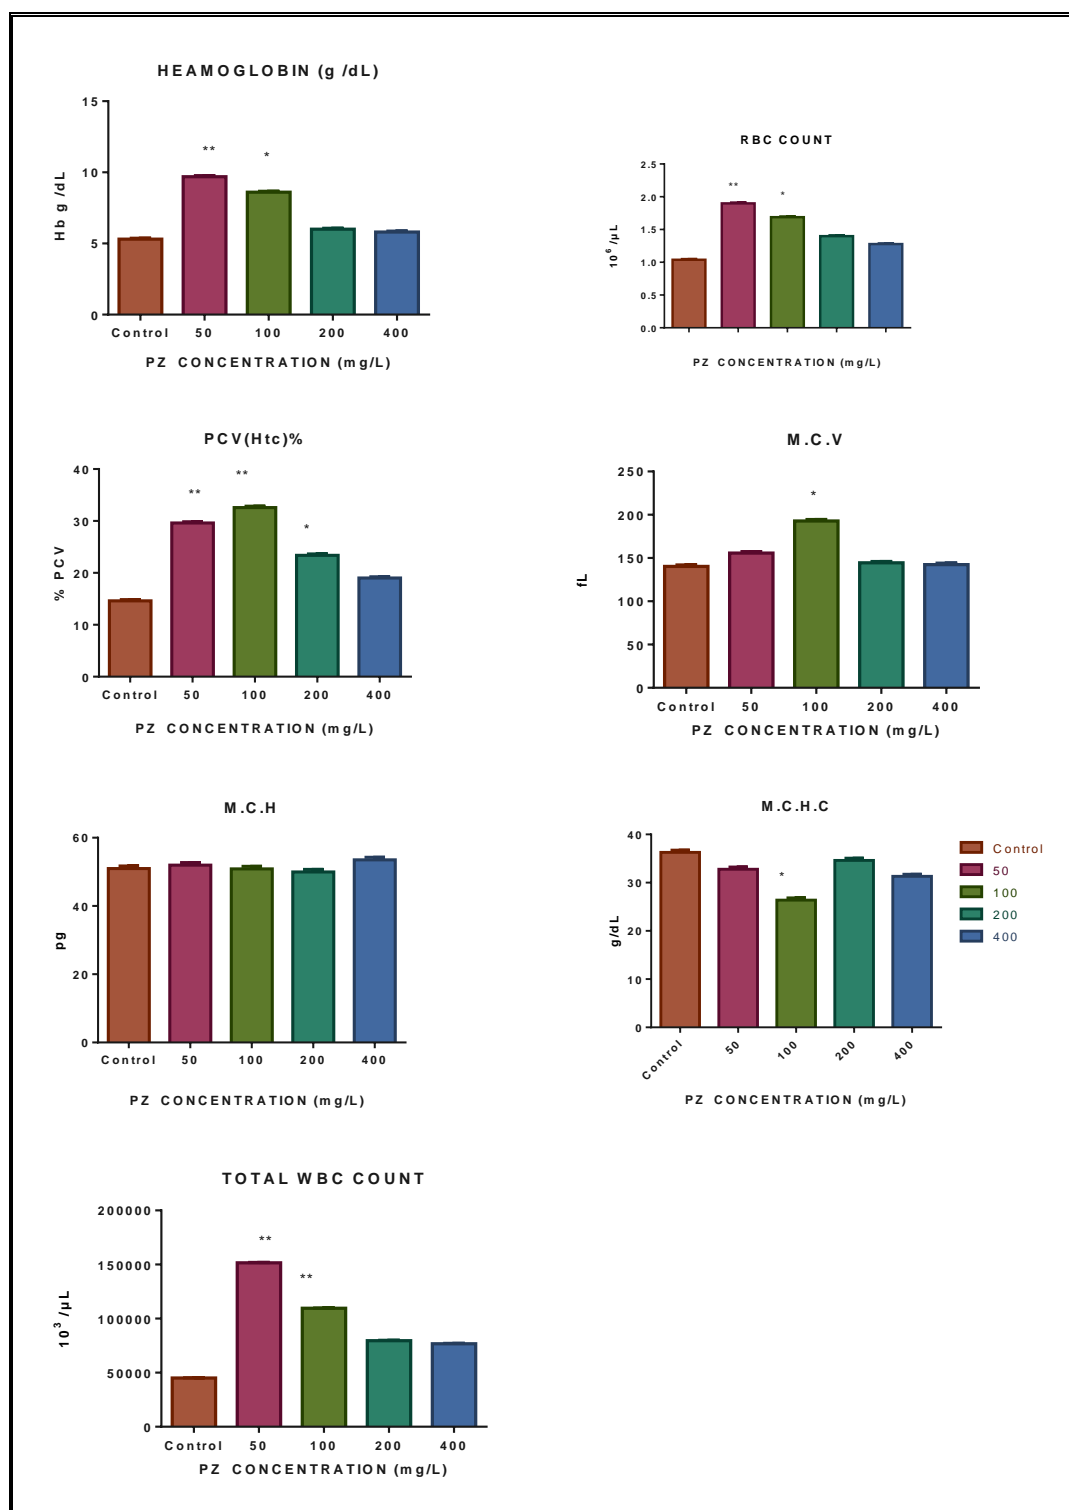 HEAMOGLOBIN (g /dL)
Hb g /dL
15
10
5
0
**
*
Control 50 100 200 400
PZ CONCENTRATION (mg/L)
RBC COUNT
10⁶ /µL
2.5
2.0
1.5
1.0
0.5
0.0
**
*
PZ CONCENTRATION (mg/L)
PCV(Htc)%
% PCV
40
30
20
10
0
**
**
*
Control 50 100 200 400
PZ CONCENTRATION (mg/L)
M.C.V
fL
250
200
150
100
50
0
*
Control 50 100 200 400
PZ CONCENTRATION (mg/L)
M.C.H
pg
60
40
20
0
Control 50 100 200 400
PZ CONCENTRATION (mg/L)
M.C.H.C
g/dL
40
30
20
10
0
*
Control 50 100 200 400
PZ CONCENTRATION (mg/L)
Control
50
100
200
400
TOTAL WBC COUNT
10³ /µL
200000
150000
100000
50000
0
**
**
Control 50 100 200 400
PZ CONCENTRATION (mg/L)